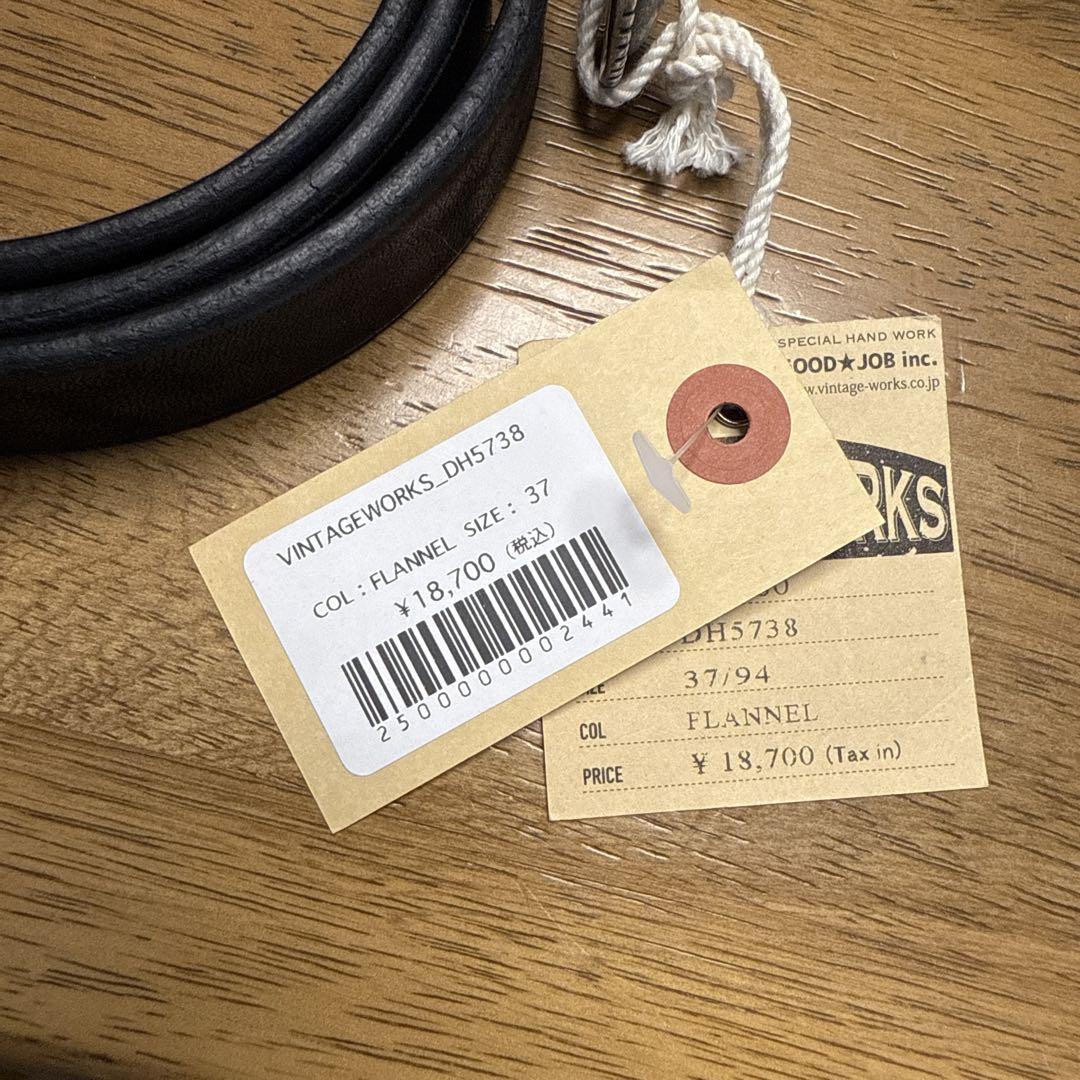 VINTAGEWORKS_DH5738
COL：FLANNEL SIZE：37
¥18,700（税込）
2500000002441
SPECIAL HAND WORK
OOD★JOB inc.
w.vintage-works.co.jp
RKS
DH5738
37/94
COL FLANNEL
PRICE ¥ 18,700 (Tax in)